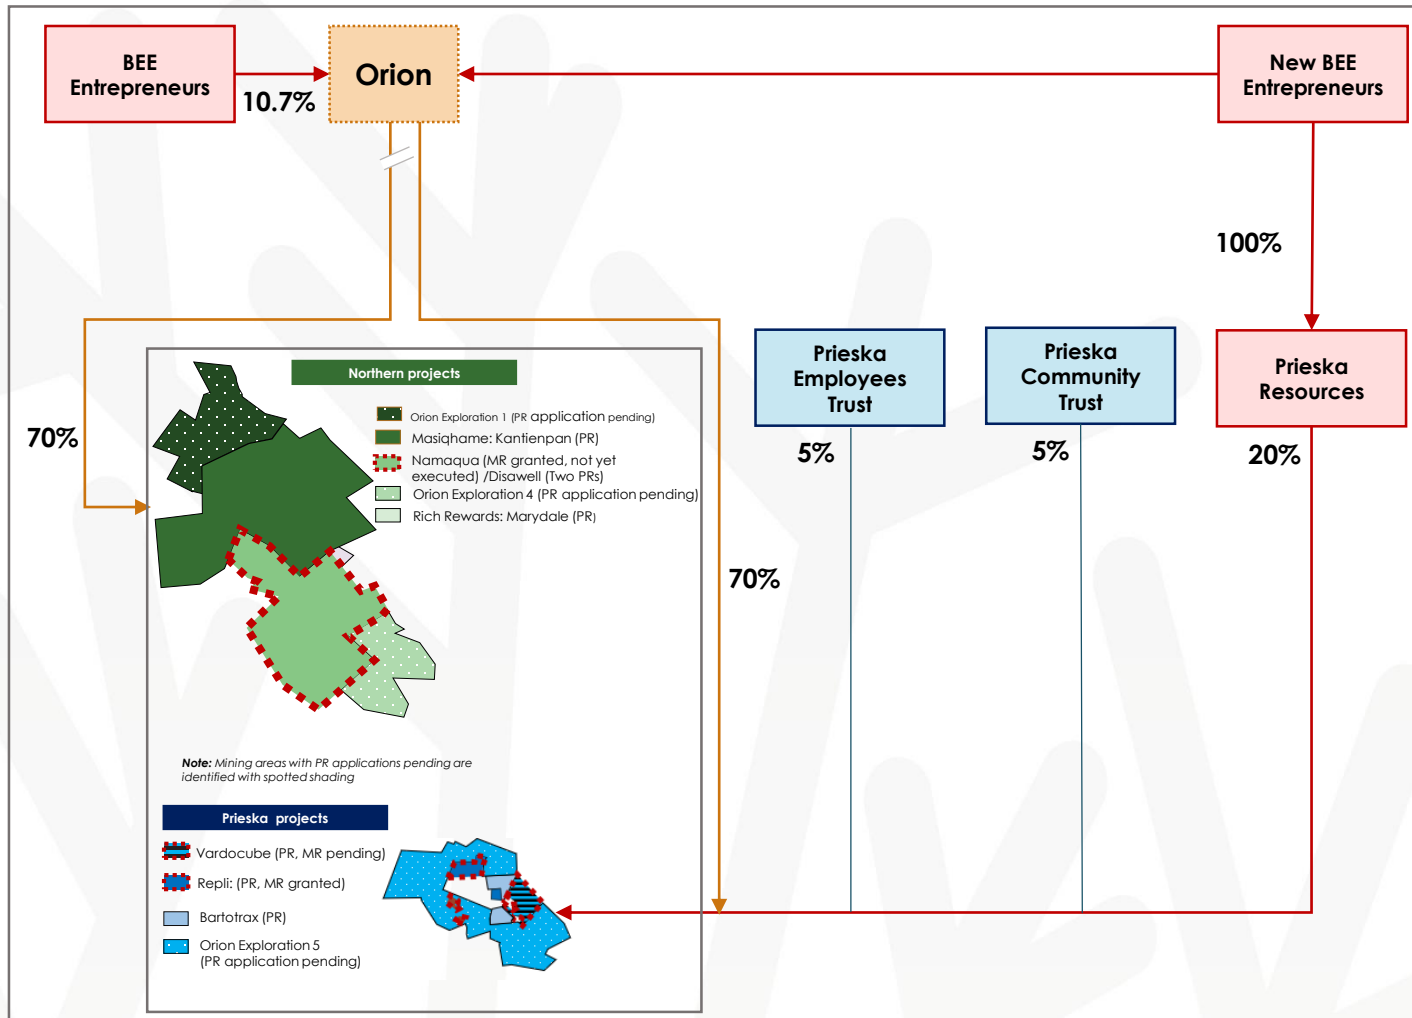 BEE
Entrepreneurs
10.7%
Orion
New BEE
Entrepreneurs
100%
70%
Northern projects
Orion Exploration 1 (PR application pending)
Masiqhame: Kantienpan (PR)
Namaqua (MR granted, not yet
executed) /Disawell (Two PRs)
Orion Exploration 4 (PR application pending)
Rich Rewards: Marydale (PR)
Prieska
Employees
Trust
5%
Prieska
Community
Trust
5%
Prieska
Resources
20%
70%
Note: Mining areas with PR applications pending are
identified with spotted shading
Prieska projects
Vardocube (PR, MR pending)
Repli: (PR, MR granted)
Bartotrax (PR)
Orion Exploration 5
(PR application pending)